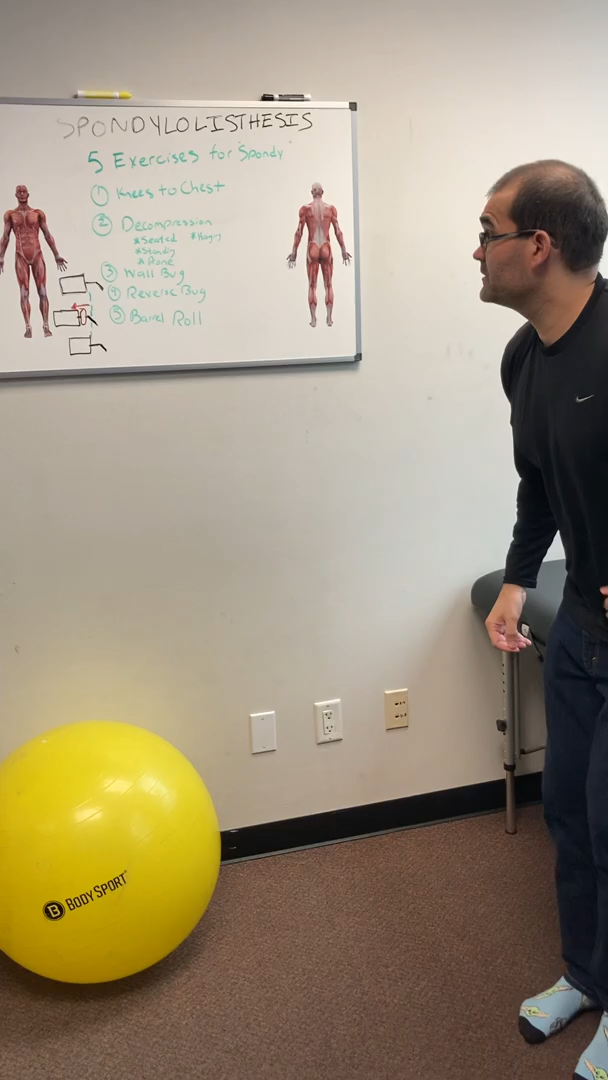 SPONDYLOLISTHESIS
5 Exercises for "Spondy"
① Knees to Chest
② Decompression
* Seated * Hang
* Standing
* Prone
③ Wall Bug
④ Reverse Bug
⑤ Barrel Roll
B BODY SPORT